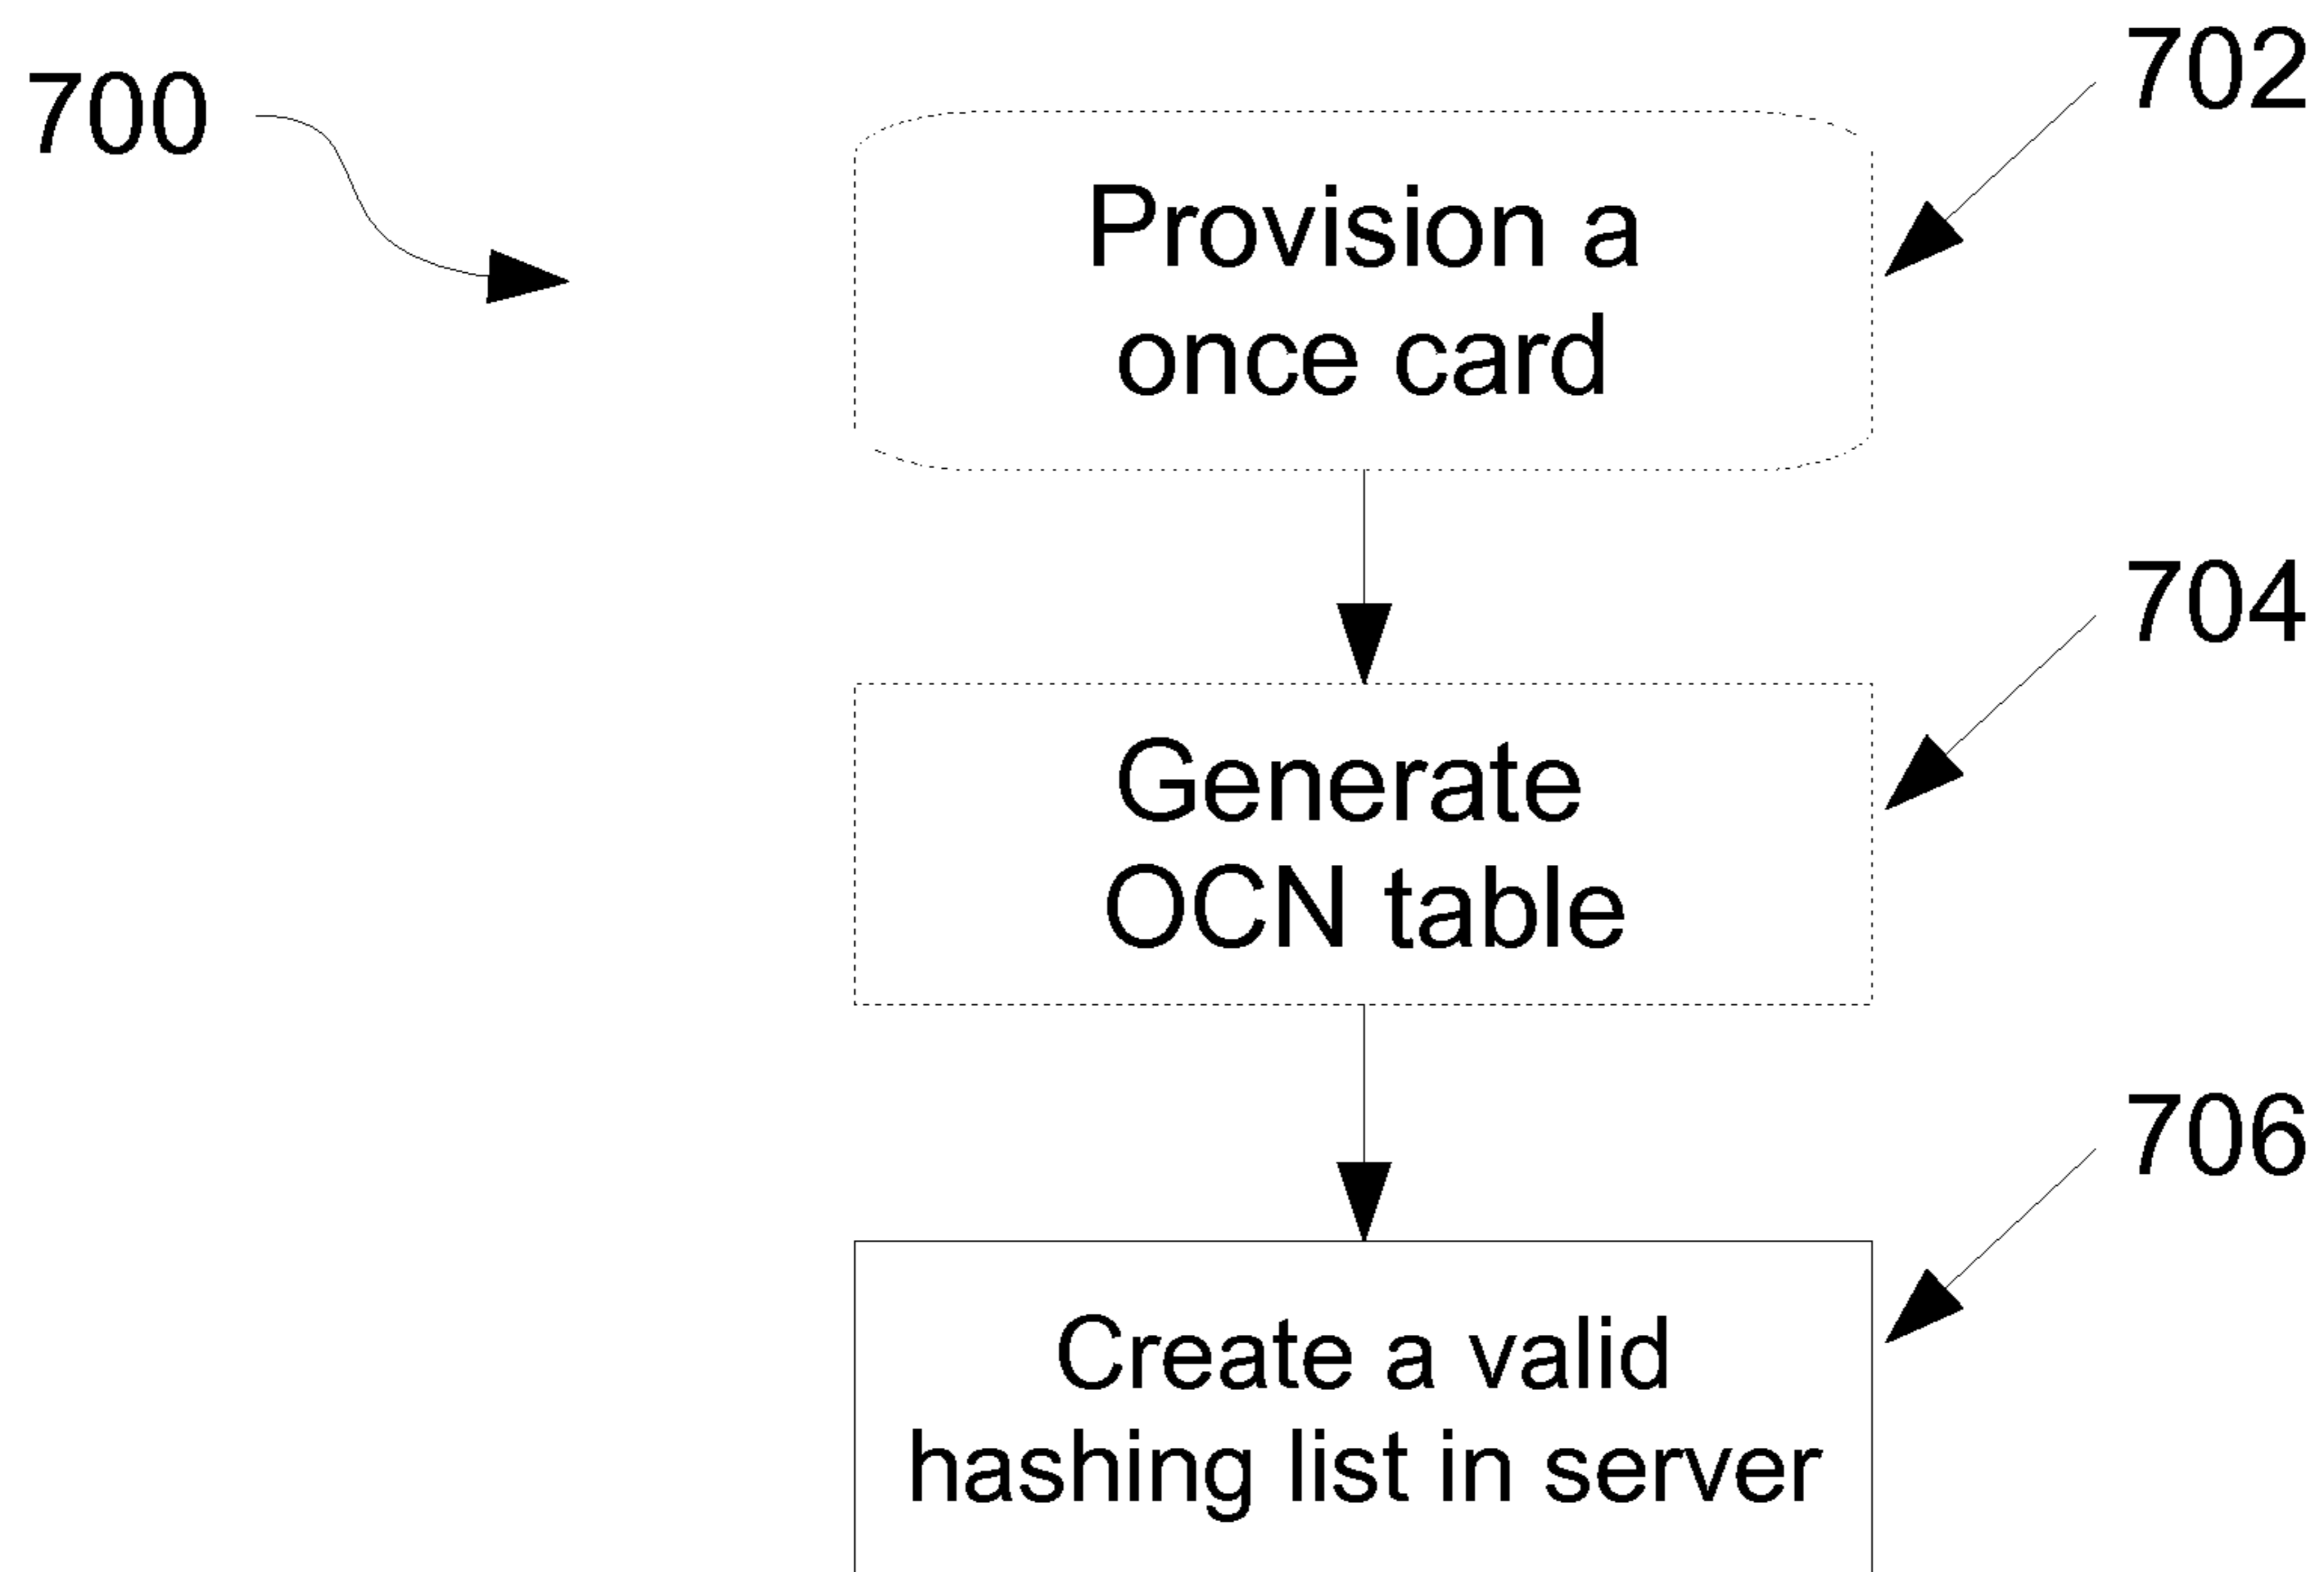 700
702
Provision a
once card
704
Generate
OCN table
706
Create a valid
hashing list in server